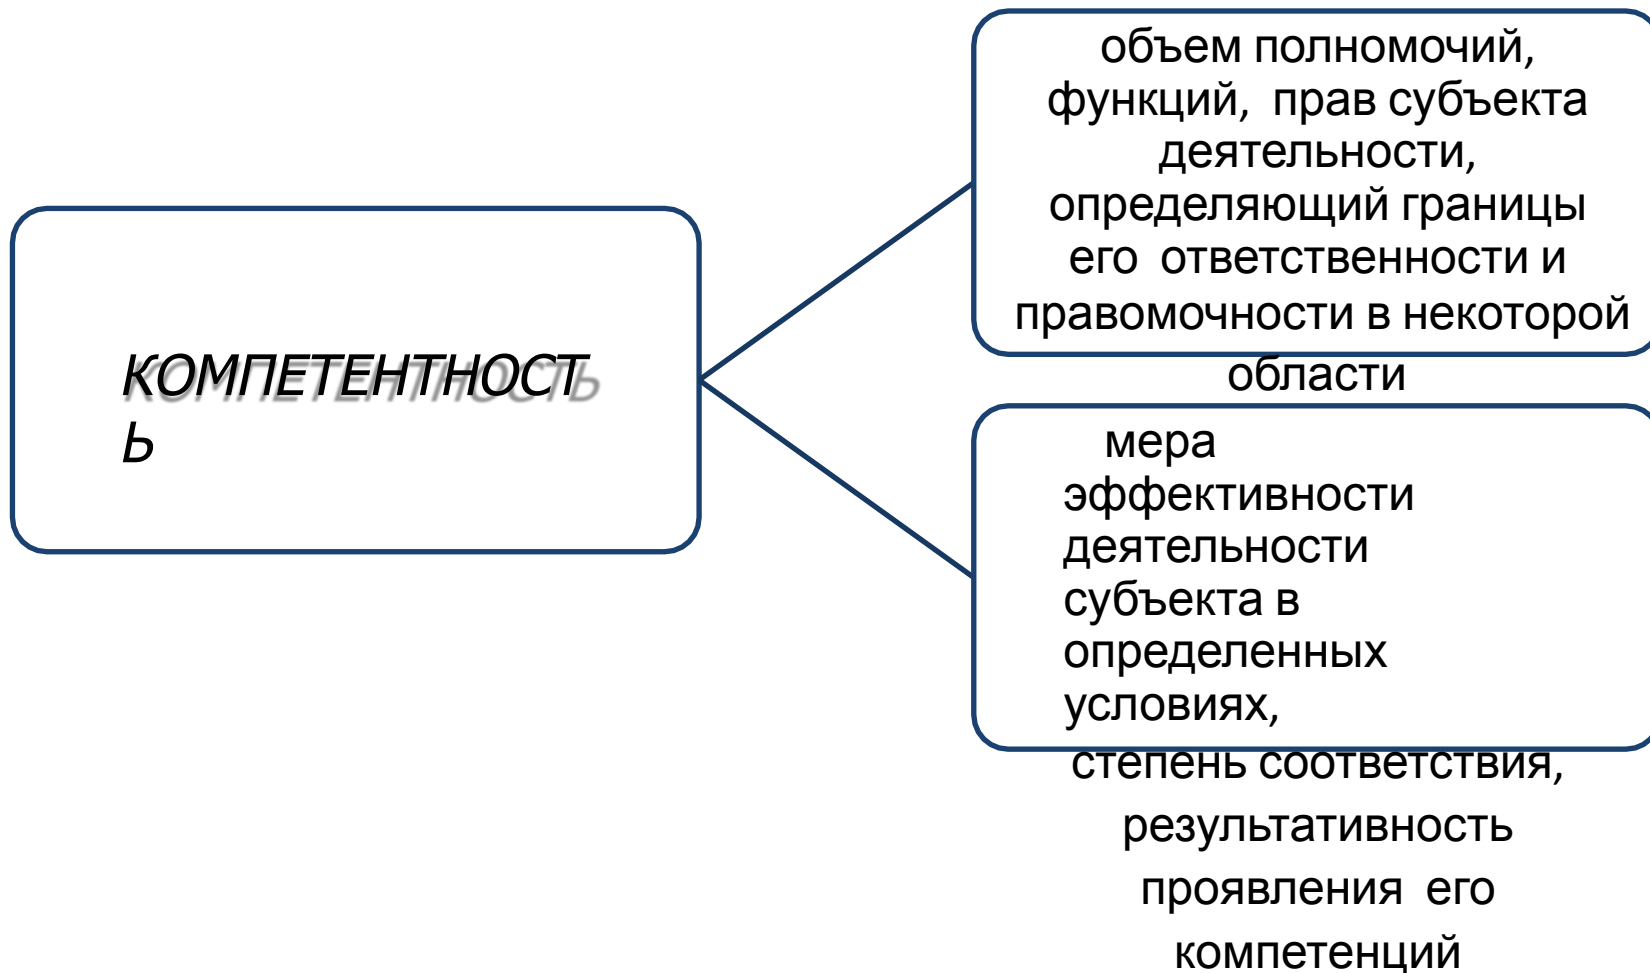 КОМПЕТЕНТНОСТ
Ь
объем полномочий,
функций, прав субъекта
деятельности,
определяющий границы
его ответственности и
правомочности в некоторой
области
мера
эффективности
деятельности
субъекта в
определенных
условиях,
степень соответствия,
результативность
проявления его
компетенций